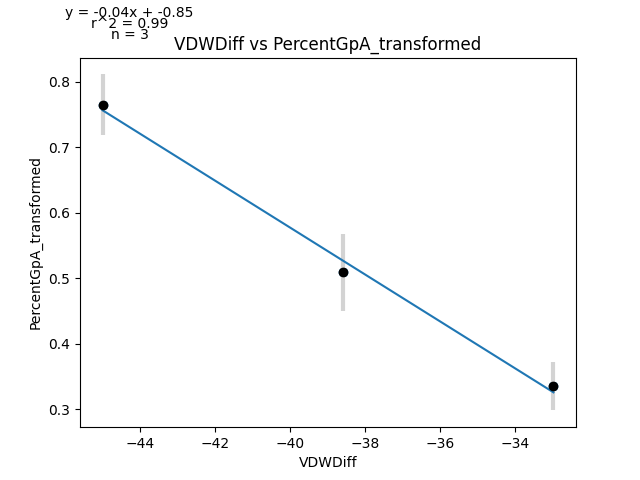 y = -0.04x + -0.85
r^2 = 0.99
n = 3
VDWDiff vs PercentGpA_transformed
0.8
0.7
0.6
0.5
0.4
0.3
PercentGpA_transformed
−44
−42
−40
−38
−36
−34
VDWDiff